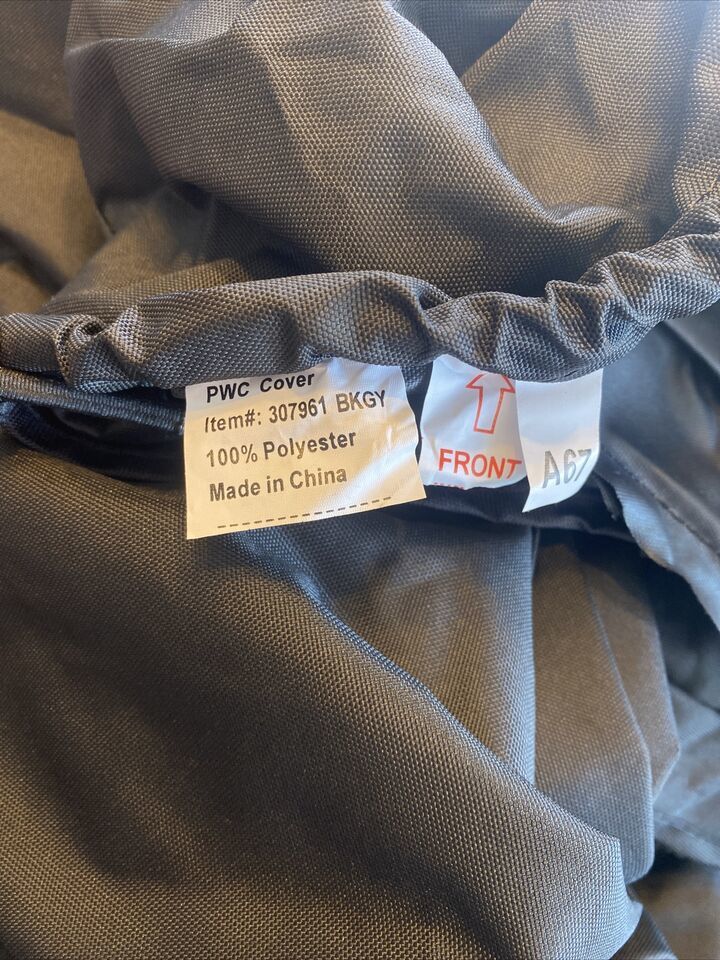 PWC Cover
Item#: 307961 BKGY
100% Polyester
Made in China
FRONT
A67